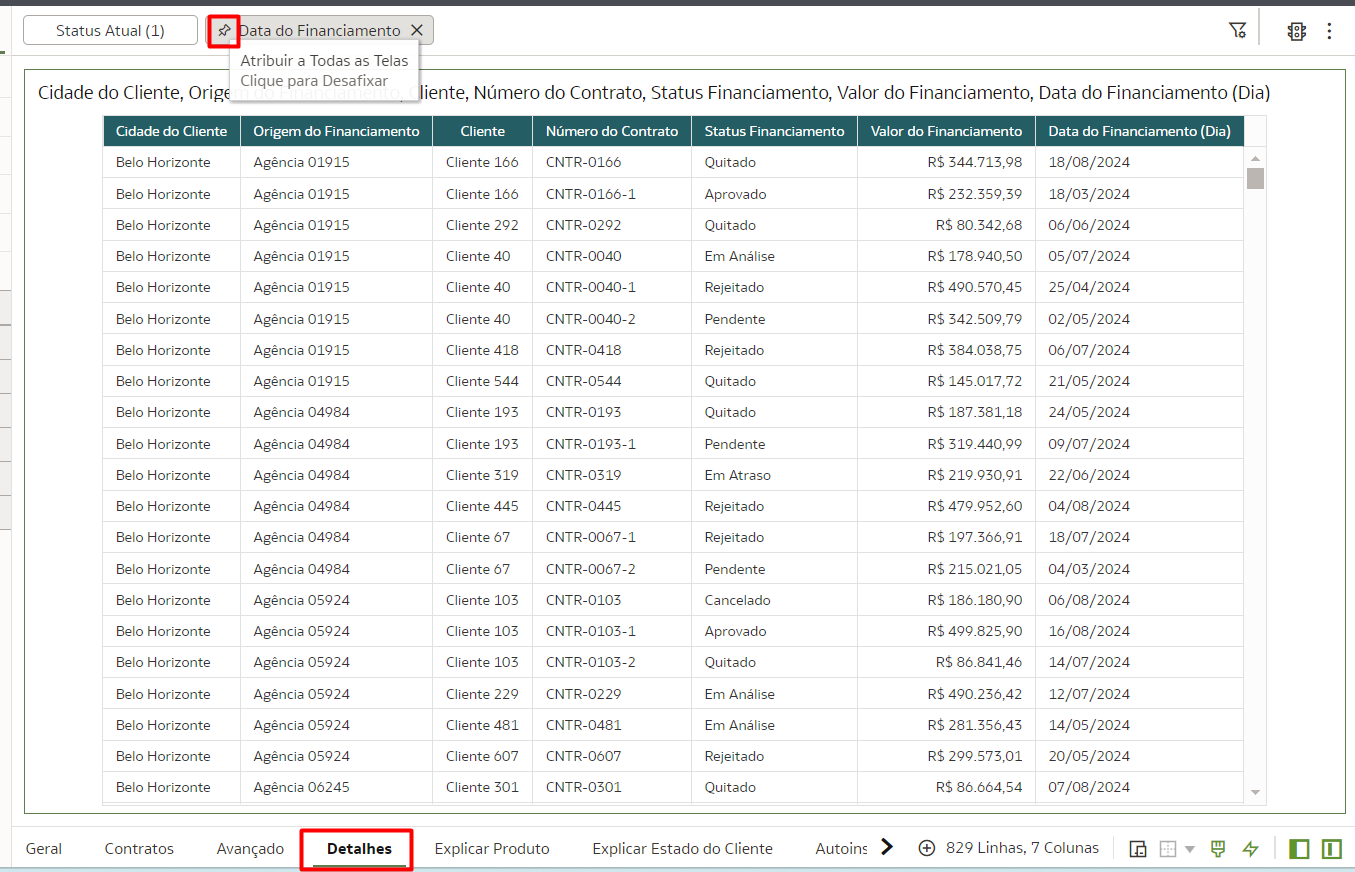 Status Atual (1) Data do Financiamento
Atribuir a Todas as Telas
Clique para Desafixar
Cidade do Cliente, Origem do Financiamento, Cliente, Número do Contrato, Status Financiamento, Valor do Financiamento, Data do Financiamento (Dia)
Cidade do Cliente Origem do Financiamento Cliente Número do Contrato Status Financiamento Valor do Financiamento Data do Financiamento (Dia)
Belo Horizonte Agência 01915 Cliente 166 CNTR-0166 Quitado R$ 344.713,98 18/08/2024
Belo Horizonte Agência 01915 Cliente 166 CNTR-0166-1 Aprovado R$ 232.359,39 18/03/2024
Belo Horizonte Agência 01915 Cliente 292 CNTR-0292 Quitado R$ 80.342,68 06/06/2024
Belo Horizonte Agência 01915 Cliente 40 CNTR-0040 Em Análise R$ 178.940,50 05/07/2024
Belo Horizonte Agência 01915 Cliente 40 CNTR-0040-1 Rejeitado R$ 490.570,45 25/04/2024
Belo Horizonte Agência 01915 Cliente 40 CNTR-0040-2 Pendente R$ 342.509,79 02/05/2024
Belo Horizonte Agência 01915 Cliente 418 CNTR-0418 Rejeitado R$ 384.038,75 06/07/2024
Belo Horizonte Agência 01915 Cliente 544 CNTR-0544 Quitado R$ 145.017,72 21/05/2024
Belo Horizonte Agência 04984 Cliente 193 CNTR-0193 Quitado R$ 187.381,18 24/05/2024
Belo Horizonte Agência 04984 Cliente 193 CNTR-0193-1 Pendente R$ 319.440,99 09/07/2024
Belo Horizonte Agência 04984 Cliente 319 CNTR-0319 Em Atraso R$ 219.930,91 22/06/2024
Belo Horizonte Agência 04984 Cliente 445 CNTR-0445 Rejeitado R$ 479.952,60 04/08/2024
Belo Horizonte Agência 04984 Cliente 67 CNTR-0067-1 Rejeitado R$ 197.366,91 18/07/2024
Belo Horizonte Agência 04984 Cliente 67 CNTR-0067-2 Pendente R$ 215.021,05 04/03/2024
Belo Horizonte Agência 05924 Cliente 103 CNTR-0103 Cancelado R$ 186.180,90 06/08/2024
Belo Horizonte Agência 05924 Cliente 103 CNTR-0103-1 Aprovado R$ 499.825,90 16/08/2024
Belo Horizonte Agência 05924 Cliente 103 CNTR-0103-2 Quitado R$ 86.841,46 14/07/2024
Belo Horizonte Agência 05924 Cliente 229 CNTR-0229 Em Análise R$ 490.236,42 12/07/2024
Belo Horizonte Agência 05924 Cliente 481 CNTR-0481 Em Análise R$ 281.356,43 14/05/2024
Belo Horizonte Agência 05924 Cliente 607 CNTR-0607 Rejeitado R$ 299.573,01 20/05/2024
Belo Horizonte Agência 06245 Cliente 301 CNTR-0301 Quitado R$ 86.664,54 07/08/2024
Geral Contratos Avançado Detalhes Explicar Produto Explicar Estado do Cliente Autoins 829 Linhas, 7 Colunas